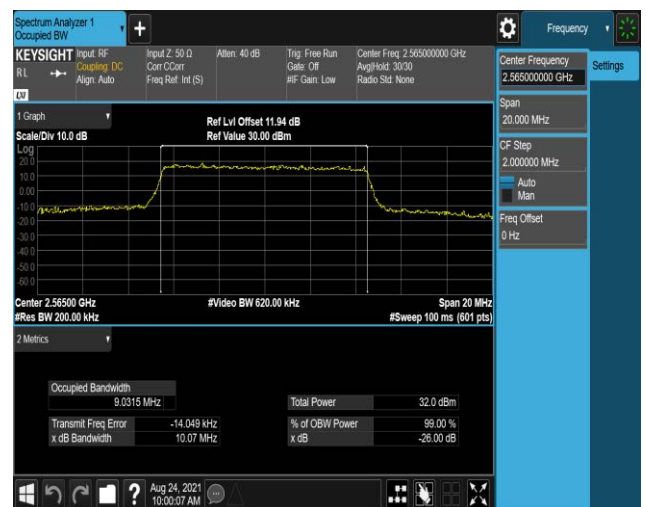 Spectrum Analyzer 1
Occupied BW
Frequency
KEYSIGHT
RL
LXI
Input: RF
Coupling: DC
Align: Auto
Input Z: 50 Ω
Corr CCorr
Freq Ref: Int (S)
Atten: 40 dB
Trig: Free Run
Gate: Off
#IF Gain: Low
Center Freq: 2.565000000 GHz
Avg|Hold: 30/30
Radio Std: None
Center Frequency
2.565000000 GHz
Settings
Span
20.000 MHz
CF Step
2.000000 MHz
Auto
Man
Freq Offset
0 Hz
1 Graph
Scale/Div 10.0 dB
Ref Lvl Offset 11.94 dB
Ref Value 30.00 dBm
Log
20.0
10.0
0.00
-10.0
-20.0
-30.0
-40.0
-50.0
-60.0
Center 2.56500 GHz
#Res BW 200.00 kHz
#Video BW 620.00 kHz
Span 20 MHz
#Sweep 100 ms (601 pts)
2 Metrics
Occupied Bandwidth
9.0315 MHz
Total Power 32.0 dBm
Transmit Freq Error -14.049 kHz
% of OBW Power 99.00 %
x dB Bandwidth 10.07 MHz
x dB -26.00 dB
?
Aug 24, 2021
10:00:07 AM